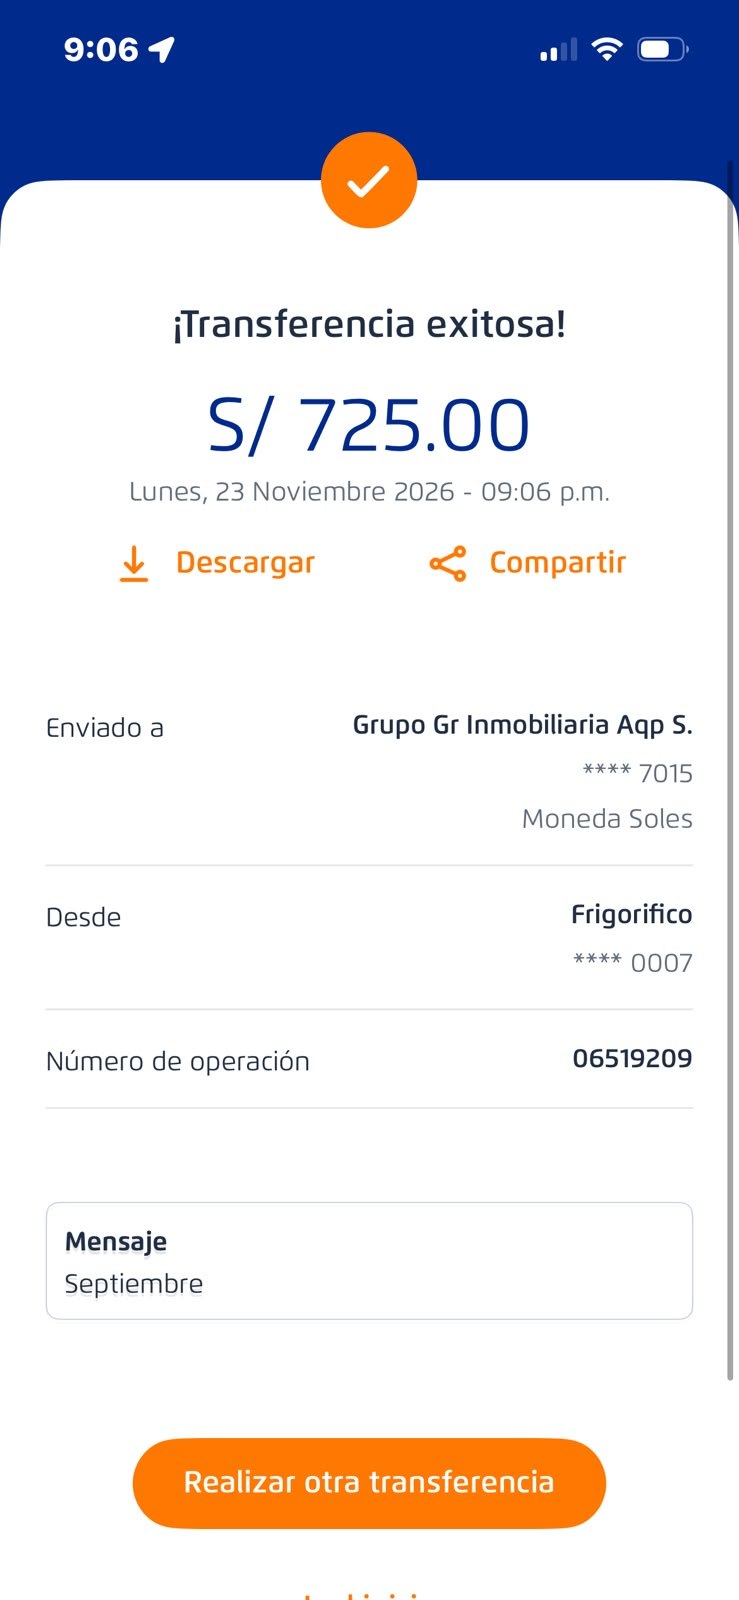 9:06
¡Transferencia exitosa!
S/ 725.00
Lunes, 23 Noviembre 2026 - 09:06 p.m.
Descargar Compartir
Enviado a Grupo Gr Inmobiliaria Aqp S.
**** 7015
Moneda Soles
Desde Frigorifico
**** 0007
Número de operación 06519209
Mensaje
Septiembre
Realizar otra transferencia